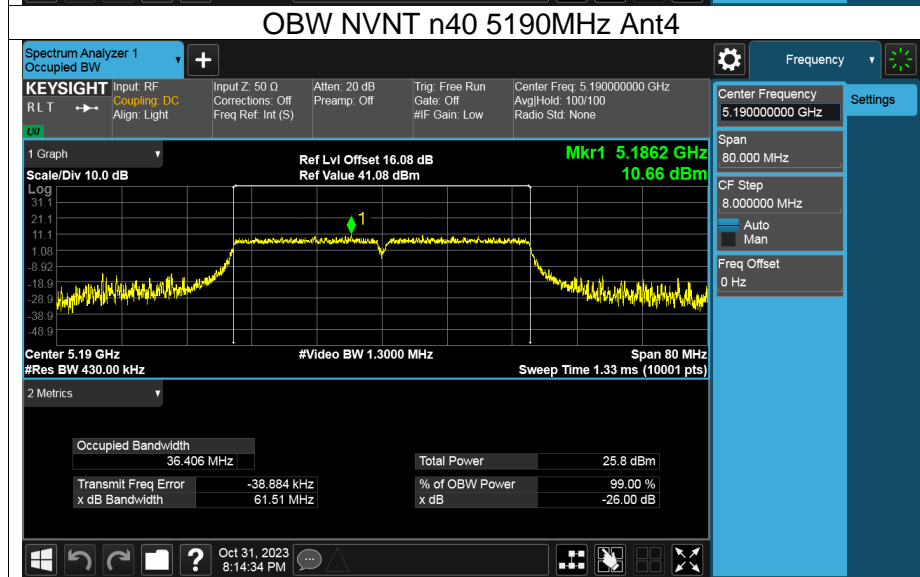 OBW NVNT n40 5190MHz Ant4
Spectrum Analyzer 1
Occupied BW
+
Frequency
KEYSIGHT
RLT
LXI
Input: RF
Coupling: DC
Align: Light
Input Z: 50 Ω
Corrections: Off
Freq Ref: Int (S)
Atten: 20 dB
Preamp: Off
Trig: Free Run
Gate: Off
#IF Gain: Low
Center Freq: 5.190000000 GHz
Avg|Hold: 100/100
Radio Std: None
Center Frequency
5.190000000 GHz
Settings
Span
80.000 MHz
CF Step
8.000000 MHz
Auto
Man
Freq Offset
0 Hz
1 Graph
Scale/Div 10.0 dB
Ref Lvl Offset 16.08 dB
Ref Value 41.08 dBm
Mkr1 5.1862 GHz
10.66 dBm
Log
31.1
21.1
11.1
1.08
-8.92
-18.9
-28.9
-38.9
-48.9
1
Center 5.19 GHz
#Video BW 1.3000 MHz
Span 80 MHz
#Res BW 430.00 kHz
Sweep Time 1.33 ms (10001 pts)
2 Metrics
Occupied Bandwidth
36.406 MHz
Total Power 25.8 dBm
Transmit Freq Error -38.884 kHz
% of OBW Power 99.00 %
x dB Bandwidth 61.51 MHz
x dB -26.00 dB
?
Oct 31, 2023
8:14:34 PM